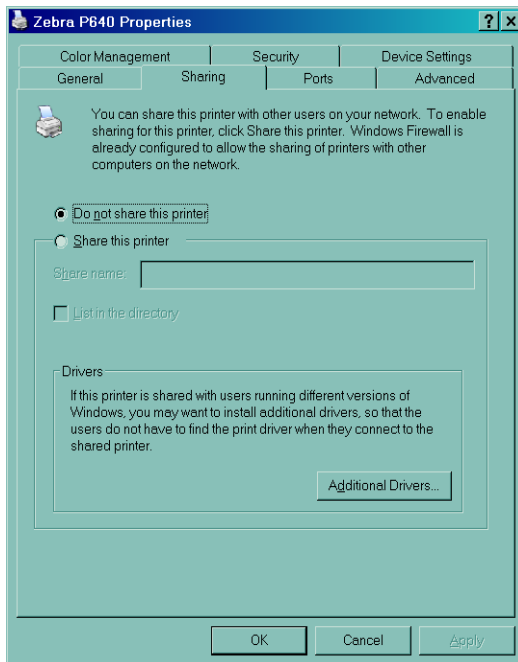 Zebra P640 Properties
Color Management Security Device Settings
General Sharing Ports Advanced
You can share this printer with other users on your network. To enable
sharing for this printer, click Share this printer. Windows Firewall is
already configured to allow the sharing of printers with other
computers on the network.
Do not share this printer
Share this printer
Share name:
List in the directory
Drivers
If this printer is shared with users running different versions of
Windows, you may want to install additional drivers, so that the
users do not have to find the print driver when they connect to the
shared printer.
Additional Drivers...
OK Cancel Apply